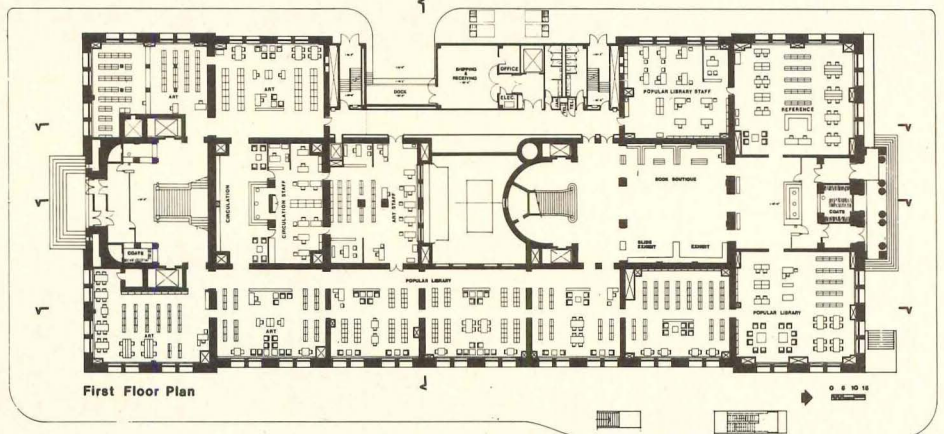 SHIPPING
&
RECEIVING
OFFICE
ELEC
DOCK
ART
ART
POPULAR LIBRARY STAFF
REFERENCE
CIRCULATION
CIRCULATION STAFF
ART STAFF
BOOK BOUTIQUE
COATS
COATS
SLIDE
EXHIBIT
EXHIBIT
POPULAR LIBRARY
POPULAR LIBRARY
ART
ART
First Floor Plan
0 5 10 15